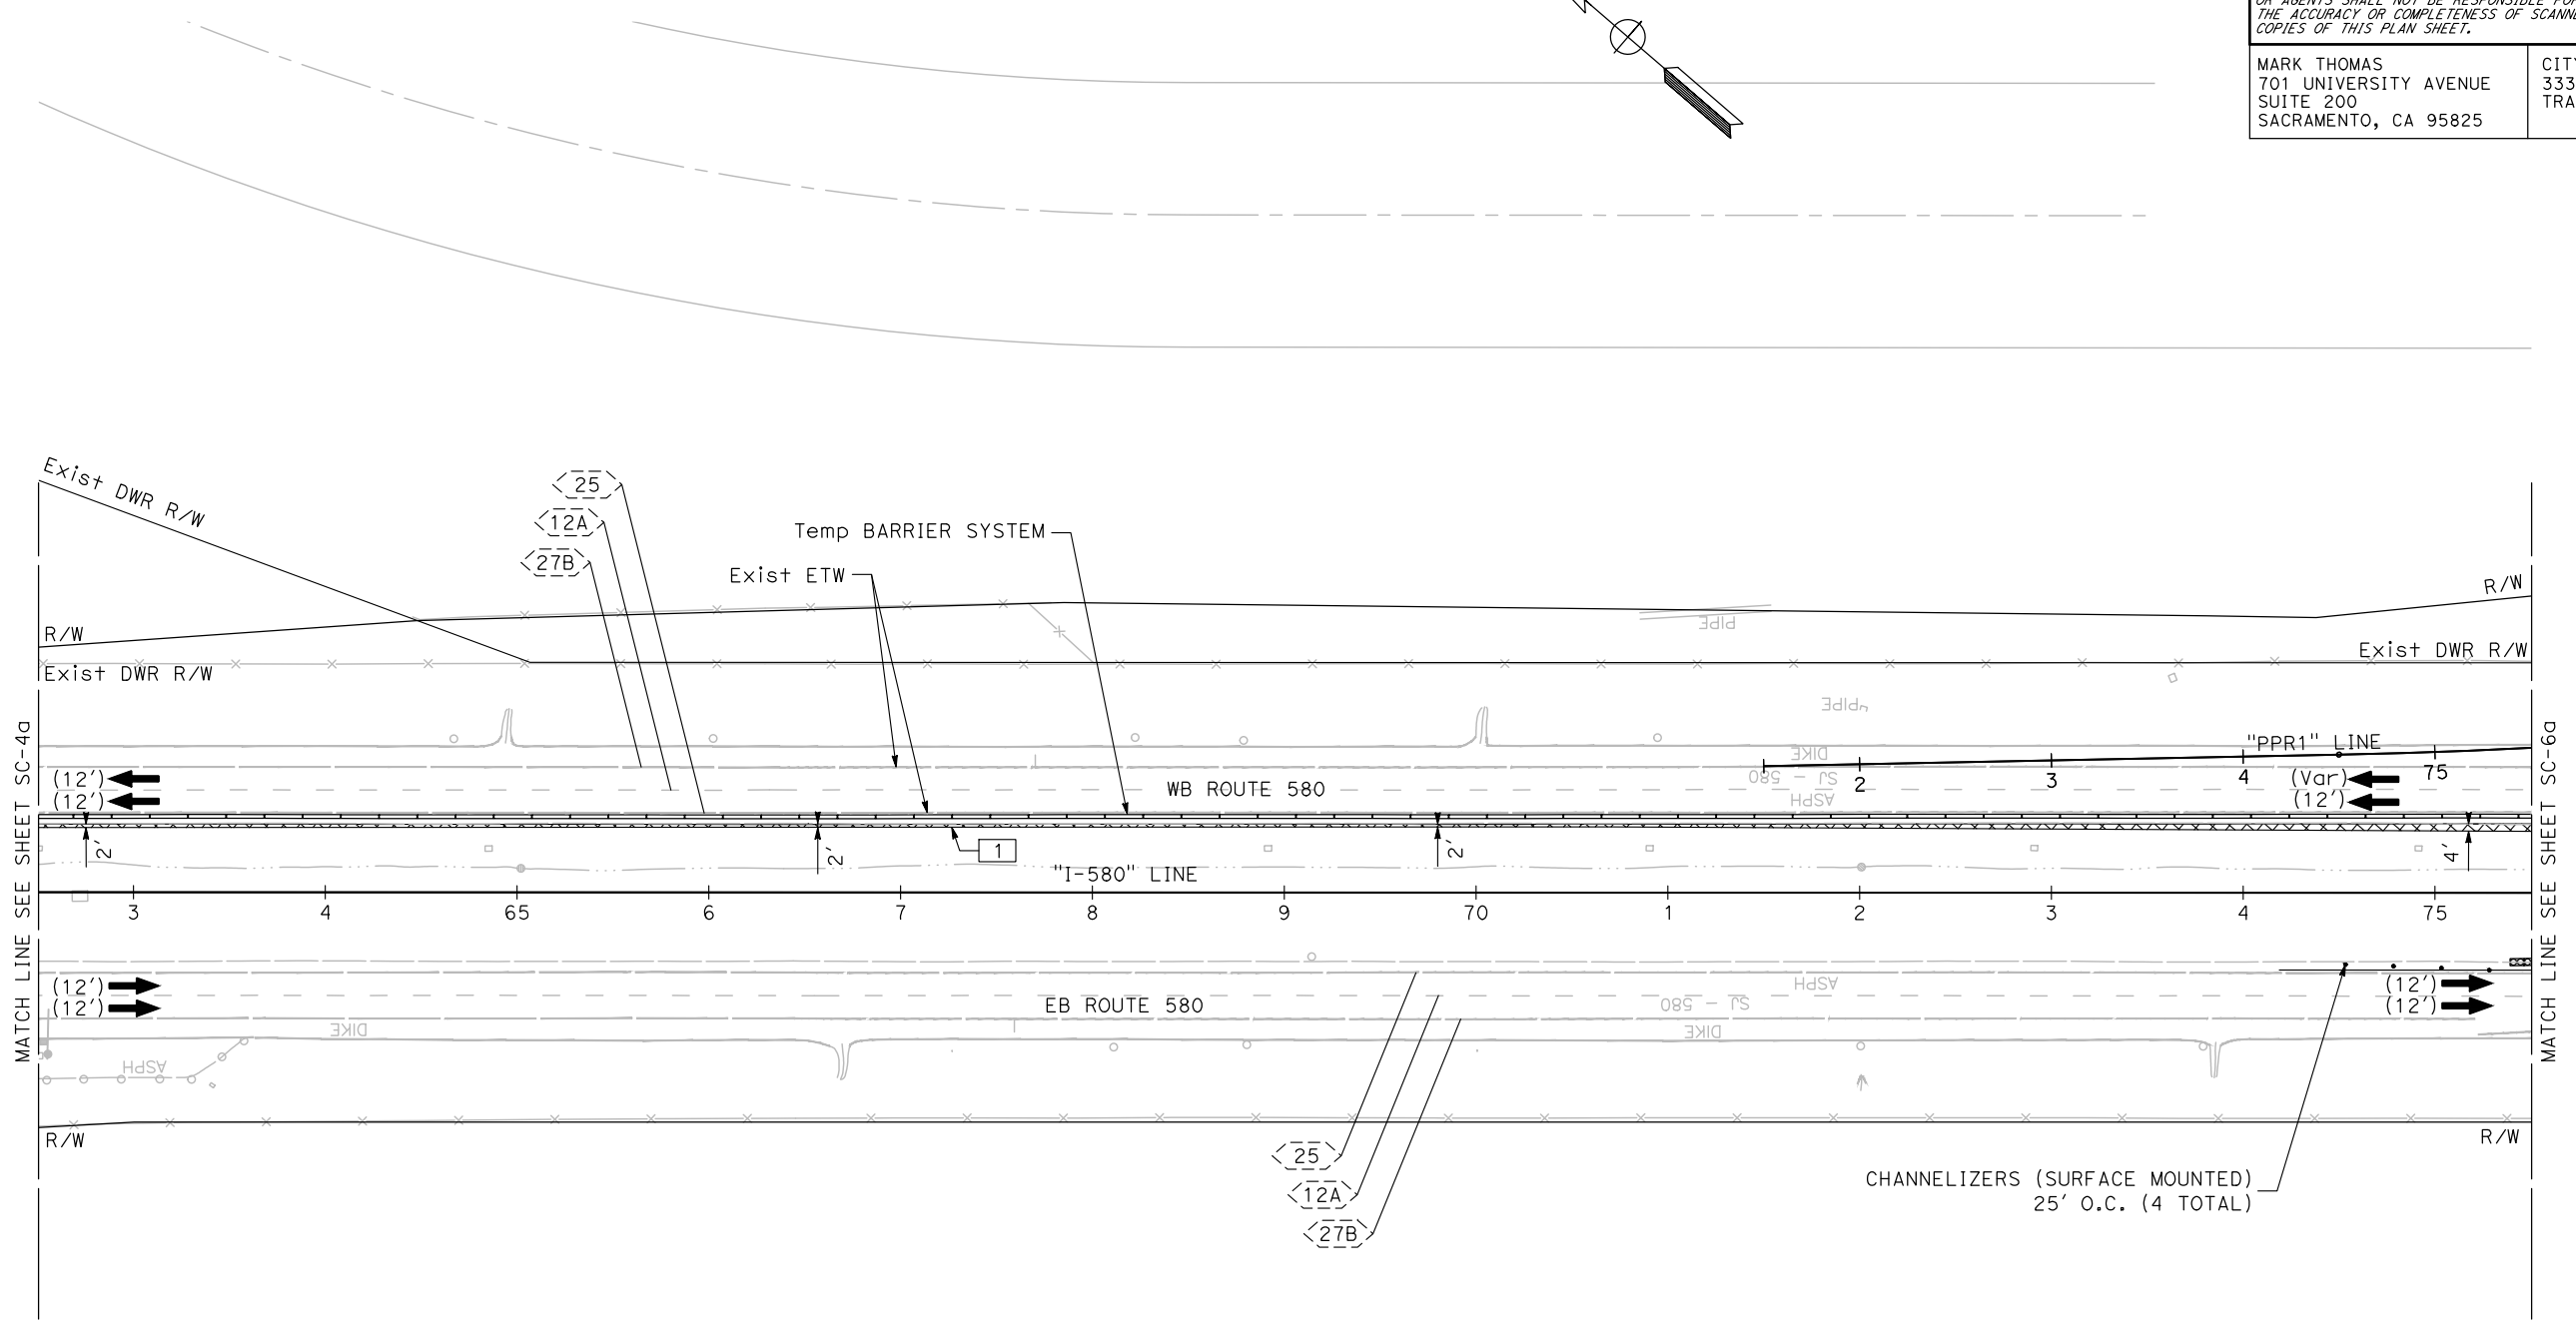 OR AGENTS SHALL NOT BE RESPONSIBLE FOR
THE ACCURACY OR COMPLETENESS OF SCANNE
COPIES OF THIS PLAN SHEET.
MARK THOMAS
701 UNIVERSITY AVENUE
SUITE 200
SACRAMENTO, CA 95825
CITY
333
TRA
Exist DWR R/W
25
12A
27B
Temp BARRIER SYSTEM
Exist ETW
R/W
R/W
PIPE
Exist DWR R/W
Exist DWR R/W
PIPE
MATCH LINE SEE SHEET SC-4a
MATCH LINE SEE SHEET SC-6a
"PPR1" LINE
DIKE
SJ - 580
ASPH
2
3
4
75
(12')
(12')
WB ROUTE 580
(Var)
(12')
2'
2'
1
2'
4'
"I-580" LINE
3
4
65
6
7
8
9
70
1
2
3
4
75
(12')
(12')
EB ROUTE 580
ASPH
SJ - 580
DIKE
DIKE
ASPH
(12')
(12')
R/W
R/W
25
12A
27B
CHANNELIZERS (SURFACE MOUNTED)
25' O.C. (4 TOTAL)